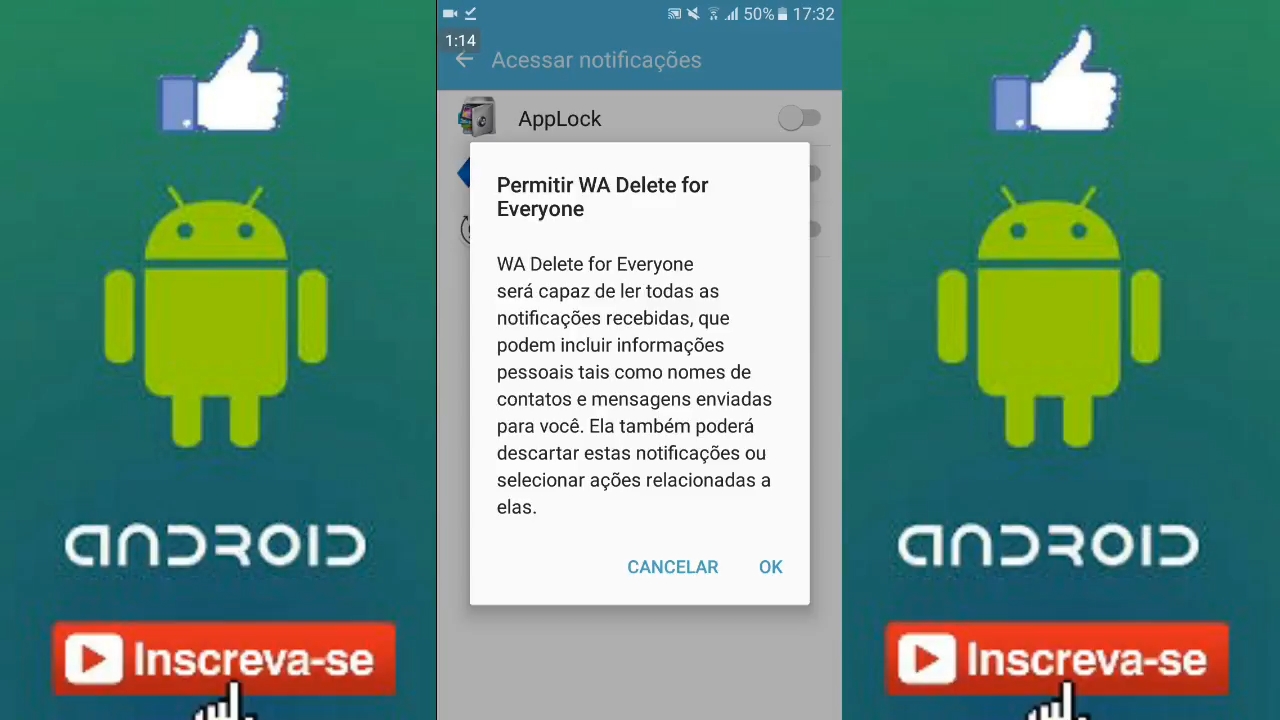 50% 17:32
1:14
Acessar notificações
AppLock
Permitir WA Delete for
Everyone
WA Delete for Everyone
será capaz de ler todas as
notificações recebidas, que
podem incluir informações
pessoais tais como nomes de
contatos e mensagens enviadas
para você. Ela também poderá
descartar estas notificações ou
selecionar ações relacionadas a
elas.
CANCELAR OK
ANDROID
Inscreva-se
ANDROID
Inscreva-se